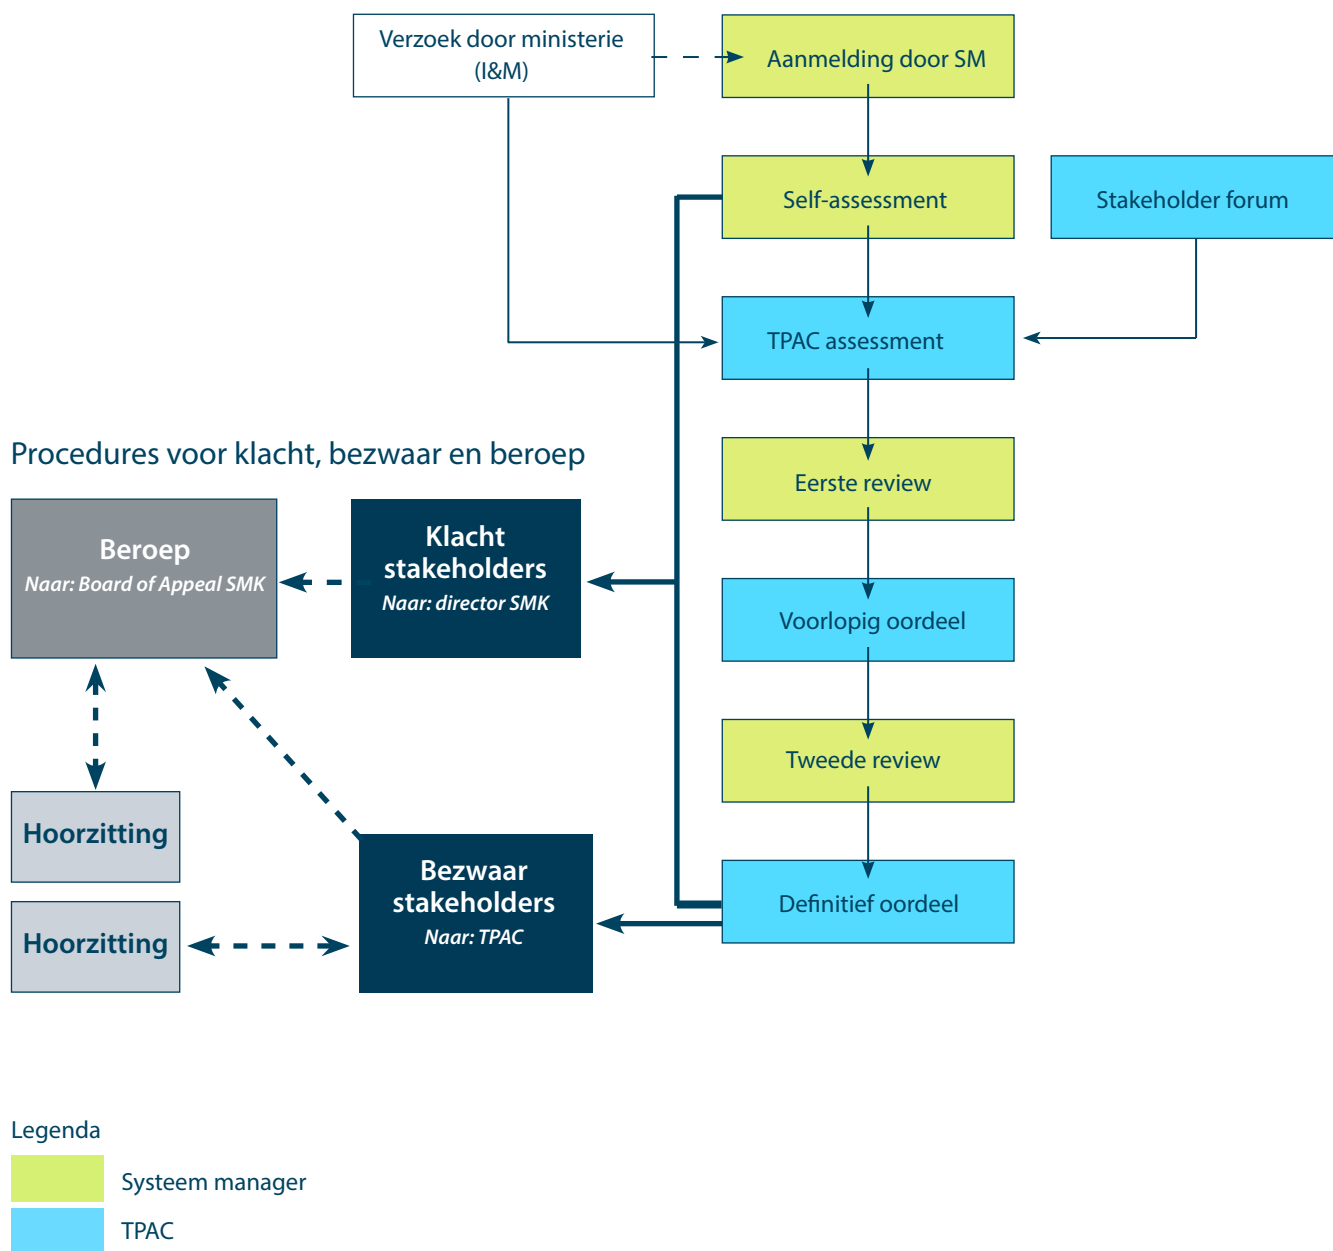 Verzoek door ministerie
(I&M)
Aanmelding door SM
Self-assessment
Stakeholder forum
TPAC assessment
Procedures voor klacht, bezwaar en beroep
Eerste review
Beroep
Naar: Board of Appeal SMK
Klacht
stakeholders
Naar: director SMK
Voorlopig oordeel
Tweede review
Hoorzitting
Bezwaar
stakeholders
Naar: TPAC
Definitief oordeel
Hoorzitting
Legenda
Systeem manager
TPAC